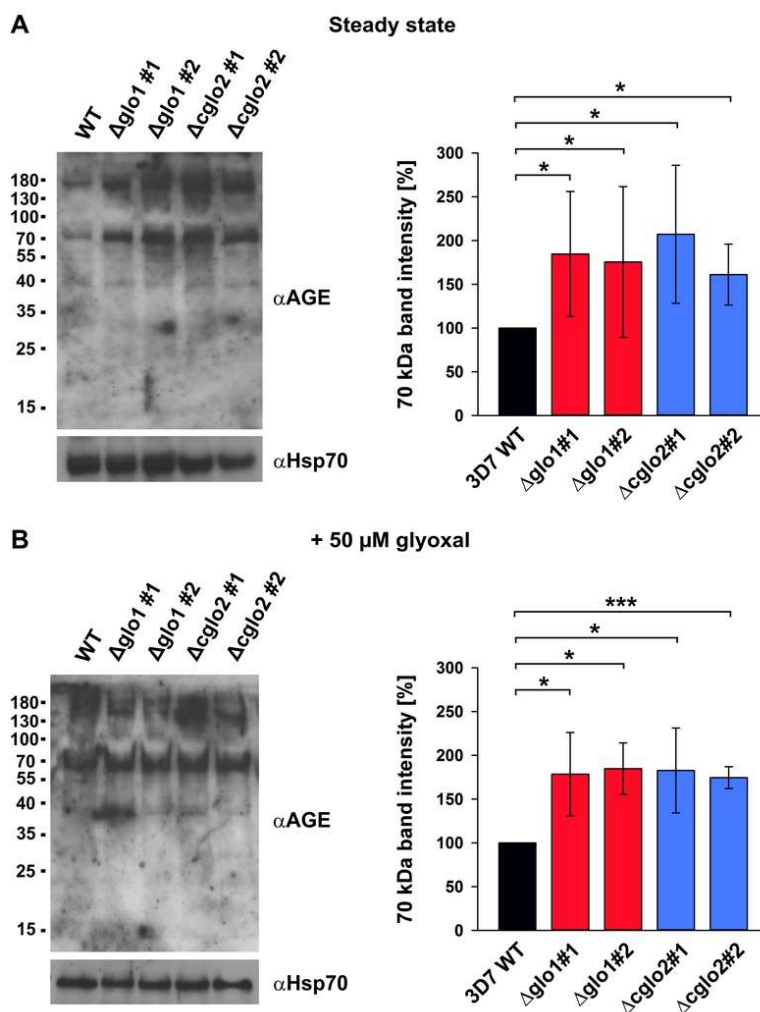 A
Steady state
WT
Δglo1 #1
Δglo1 #2
Δcglo2 #1
Δcglo2 #2
180-
130-
100-
70-
55-
40-
35-
25-
15-
αAGE
αHsp70
*
*
*
*
300
250
200
150
100
50
0
70 kDa band intensity [%]
3D7 WT
Δglo1#1
Δglo1#2
Δcglo2#1
Δcglo2#2
B
+ 50 µM glyoxal
WT
Δglo1 #1
Δglo1 #2
Δcglo2 #1
Δcglo2 #2
180-
130-
100-
70-
55-
40-
35-
25-
15-
αAGE
αHsp70
***
*
*
*
300
250
200
150
100
50
0
70 kDa band intensity [%]
3D7 WT
Δglo1#1
Δglo1#2
Δcglo2#1
Δcglo2#2